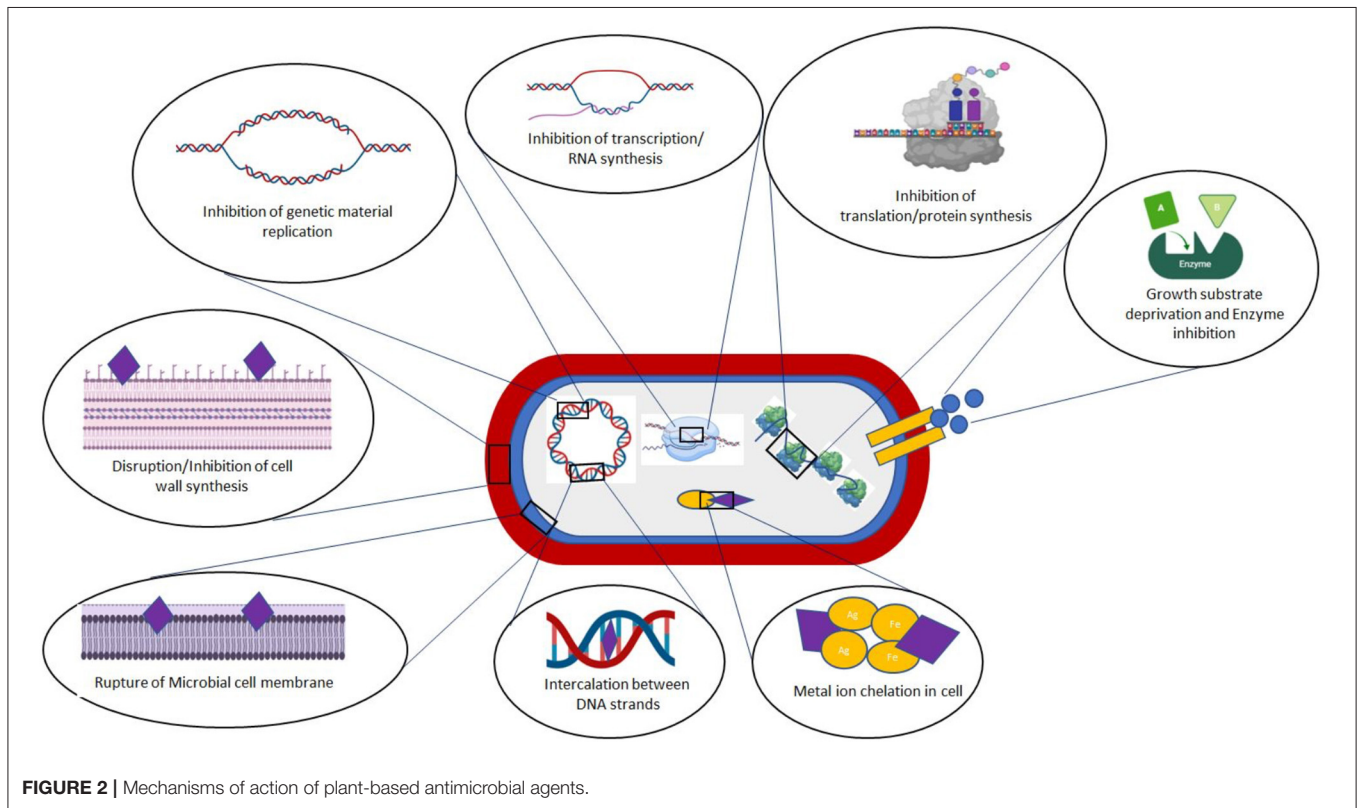 Inhibition of genetic material
replication
Inhibition of transcription/
RNA synthesis
Inhibition of
translation/protein synthesis
A
B
Enzyme
Growth substrate
deprivation and Enzyme
inhibition
Disruption/Inhibition of cell
wall synthesis
Rupture of Microbial cell membrane
Intercalation between
DNA strands
Ag
Fe
Ag
Fe
Metal ion chelation in cell
FIGURE 2 | Mechanisms of action of plant-based antimicrobial agents.